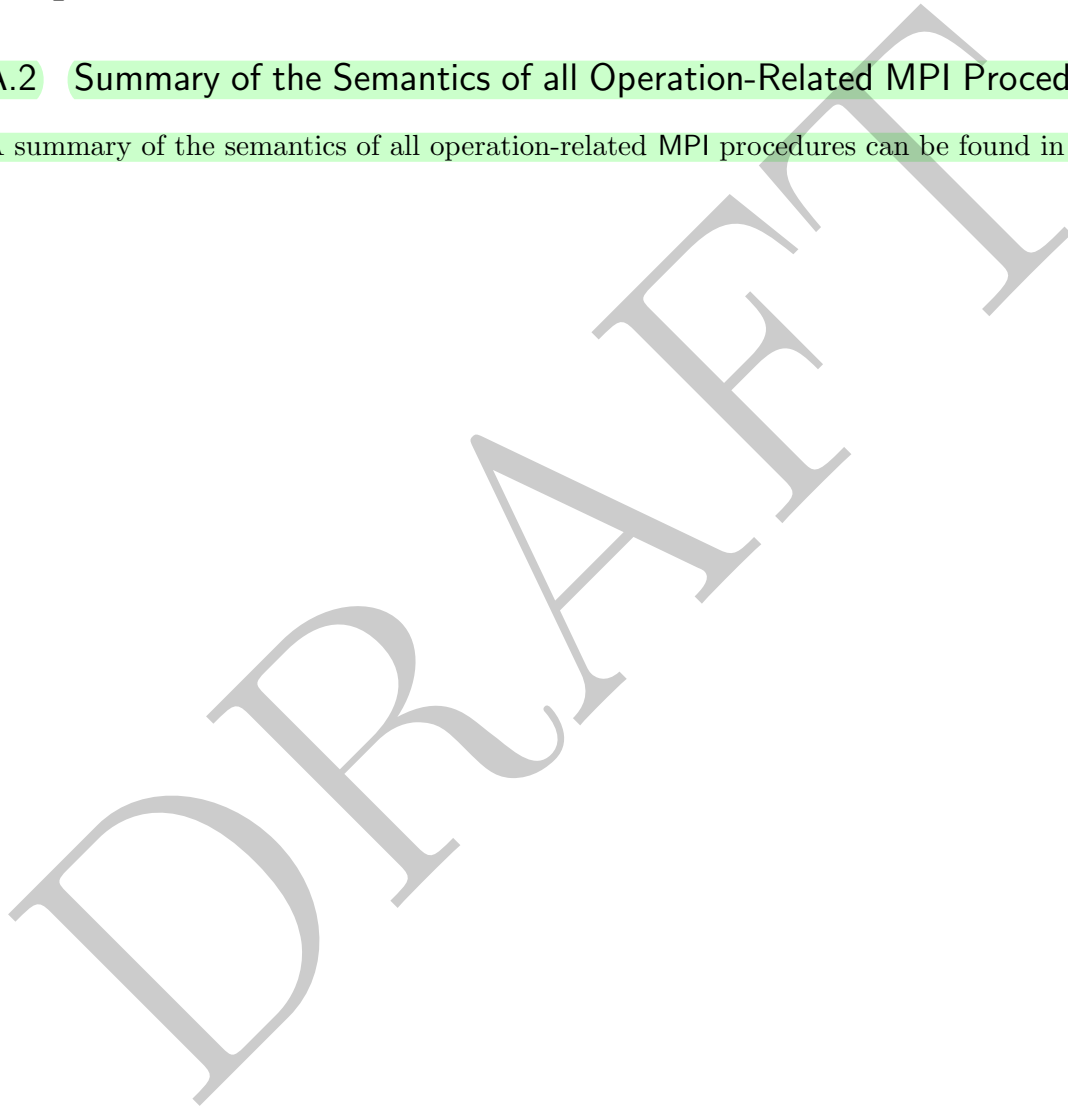 A.2 Summary of the Semantics of all Operation-Related MPI Proced
A summary of the semantics of all operation-related MPI procedures can be found in
DRAFT